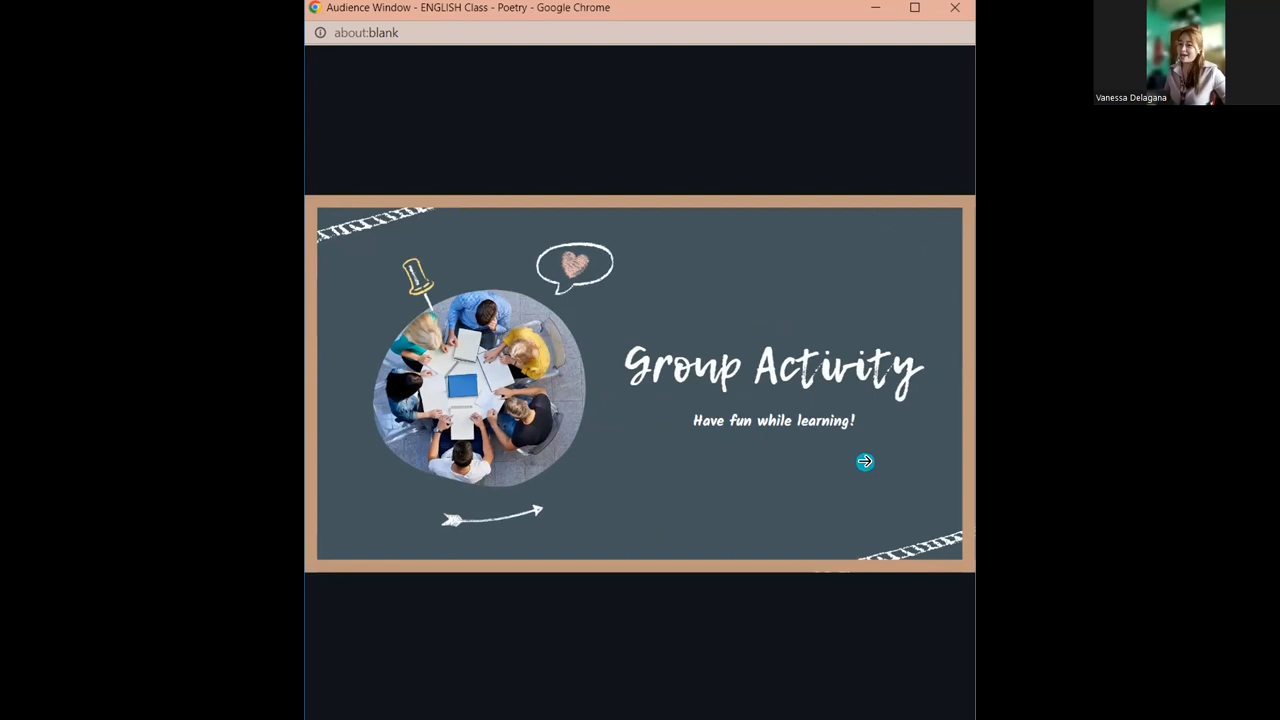 Audience Window - ENGLISH Class - Poetry - Google Chrome
about:blank
Vanessa Delagana
Group Activity
Have fun while learning!